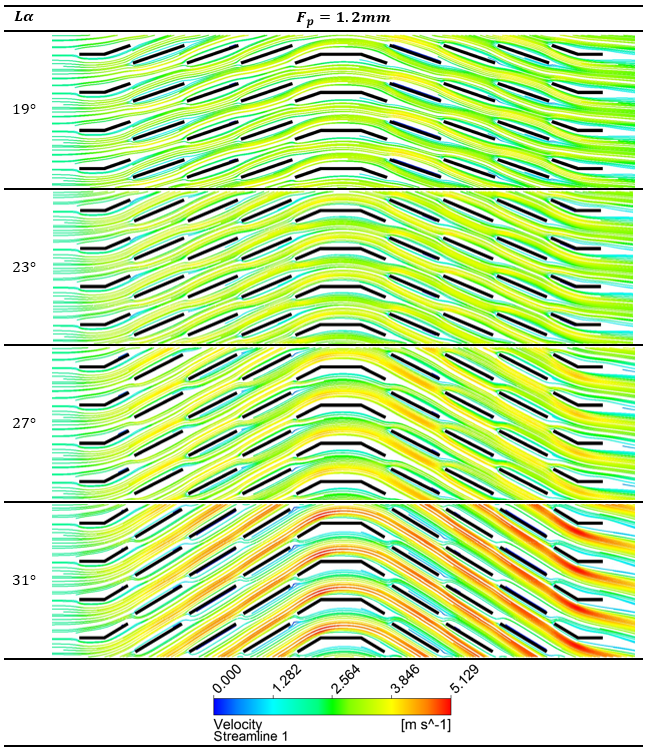 Lα F_p = 1.2mm
19°
23°
27°
31°
0.000 1.282 2.564 3.846 5.129
Velocity [m s^-1]
Streamline 1